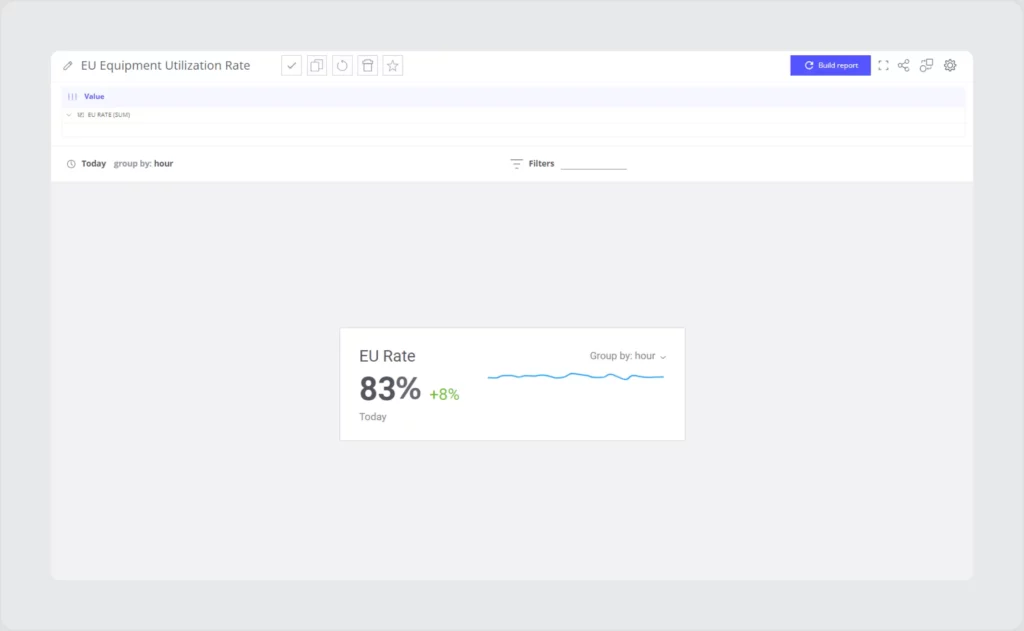 EU Equipment Utilization Rate
Build report
Value
EU RATE (SUM)
Today group by: hour
Filters
EU Rate
Group by: hour
83% +8%
Today